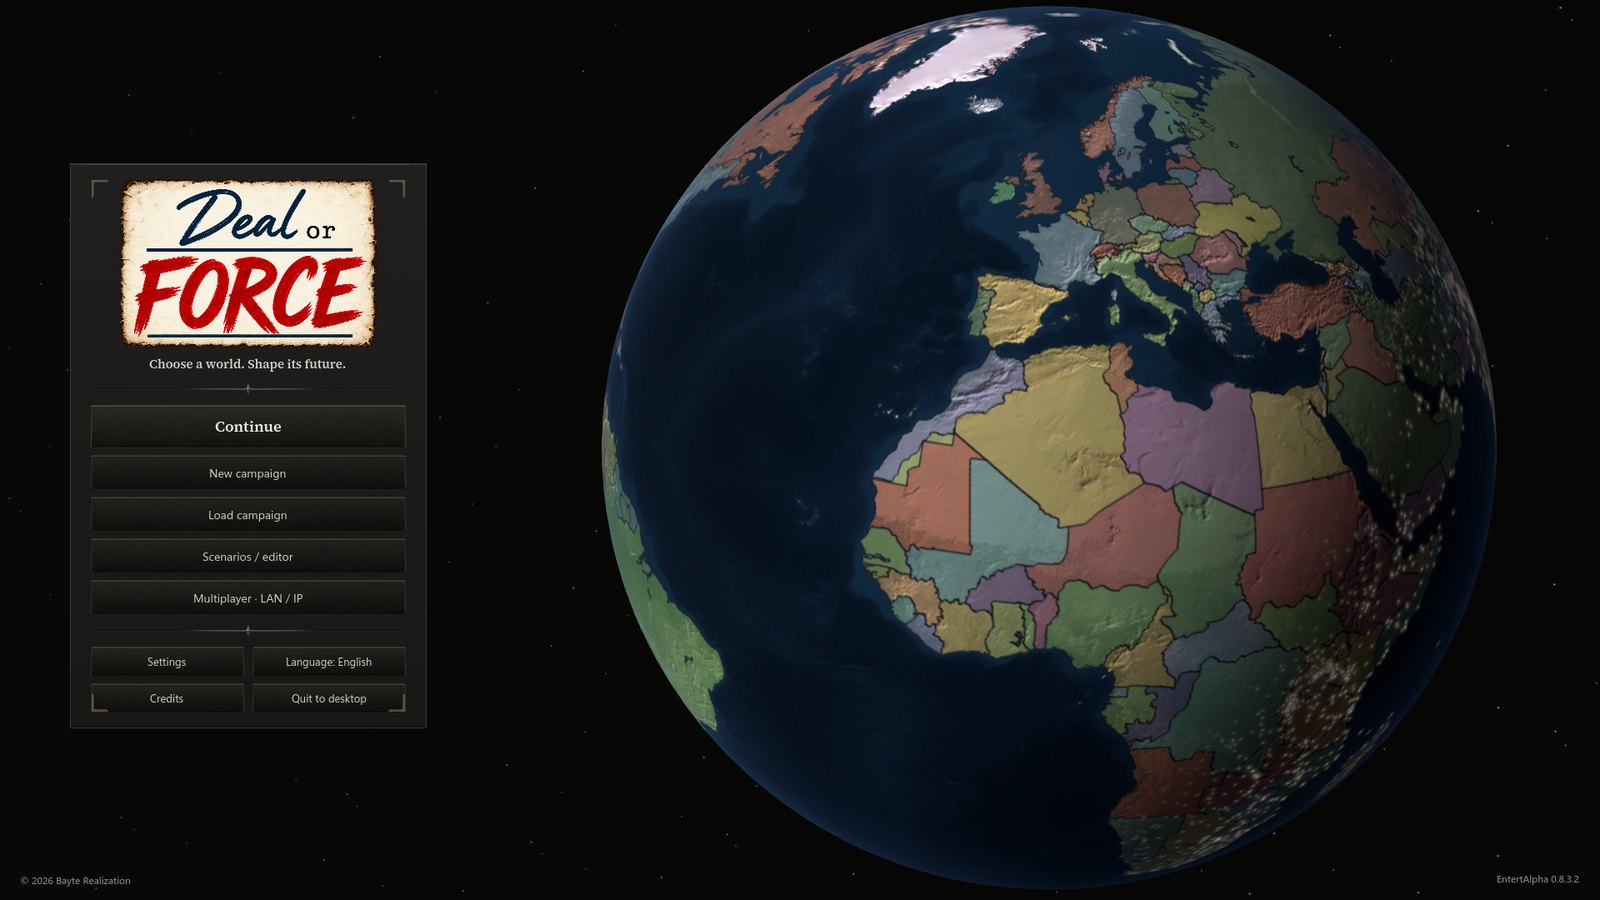 Deal or
FORCE
Choose a world. Shape its future.
Continue
New campaign
Load campaign
Scenarios / editor
Multiplayer · LAN / IP
Settings
Language: English
Credits
Quit to desktop
© 2026 Bayte Realization
EntertAlpha 0.8.3.2